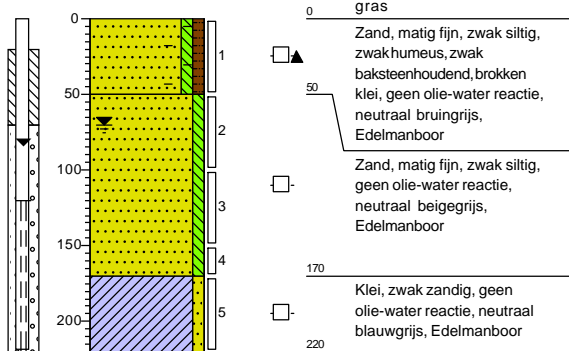 0
50
100
150
200
1
2
3
4
5
0
gras
Zand, matig fijn, zwak siltig,
zwak humeus, zwak
baksteenhoudend, brokken
klei, geen olie-water reactie,
neutraal bruingrijs,
Edelmanboor
50
Zand, matig fijn, zwak siltig,
geen olie-water reactie,
neutraal beigegrijs,
Edelmanboor
170
Klei, zwak zandig, geen
olie-water reactie, neutraal
blauwgrijs, Edelmanboor
220